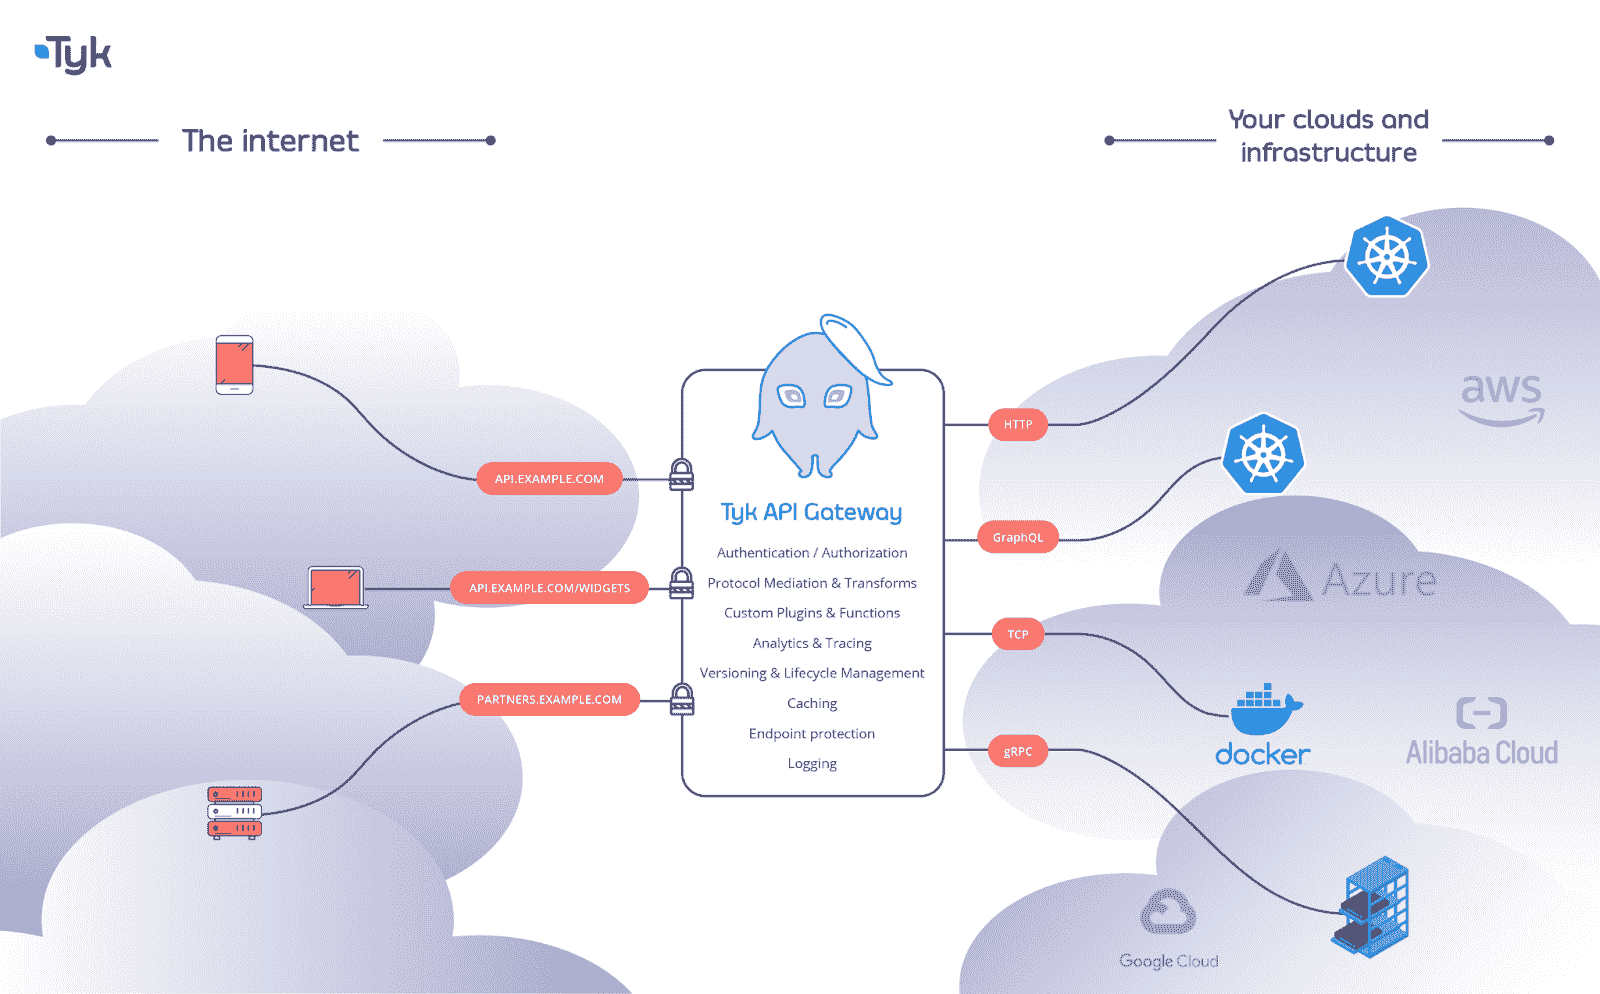 Tyk
The internet
Your clouds and
infrastructure
API.EXAMPLE.COM
API.EXAMPLE.COM/WIDGETS
PARTNERS.EXAMPLE.COM
Tyk API Gateway
Authentication / Authorization
Protocol Mediation & Transforms
Custom Plugins & Functions
Analytics & Tracing
Versioning & Lifecycle Management
Caching
Endpoint protection
Logging
HTTP
GraphQL
TCP
gRPC
aws
Azure
docker
Alibaba Cloud
Google Cloud